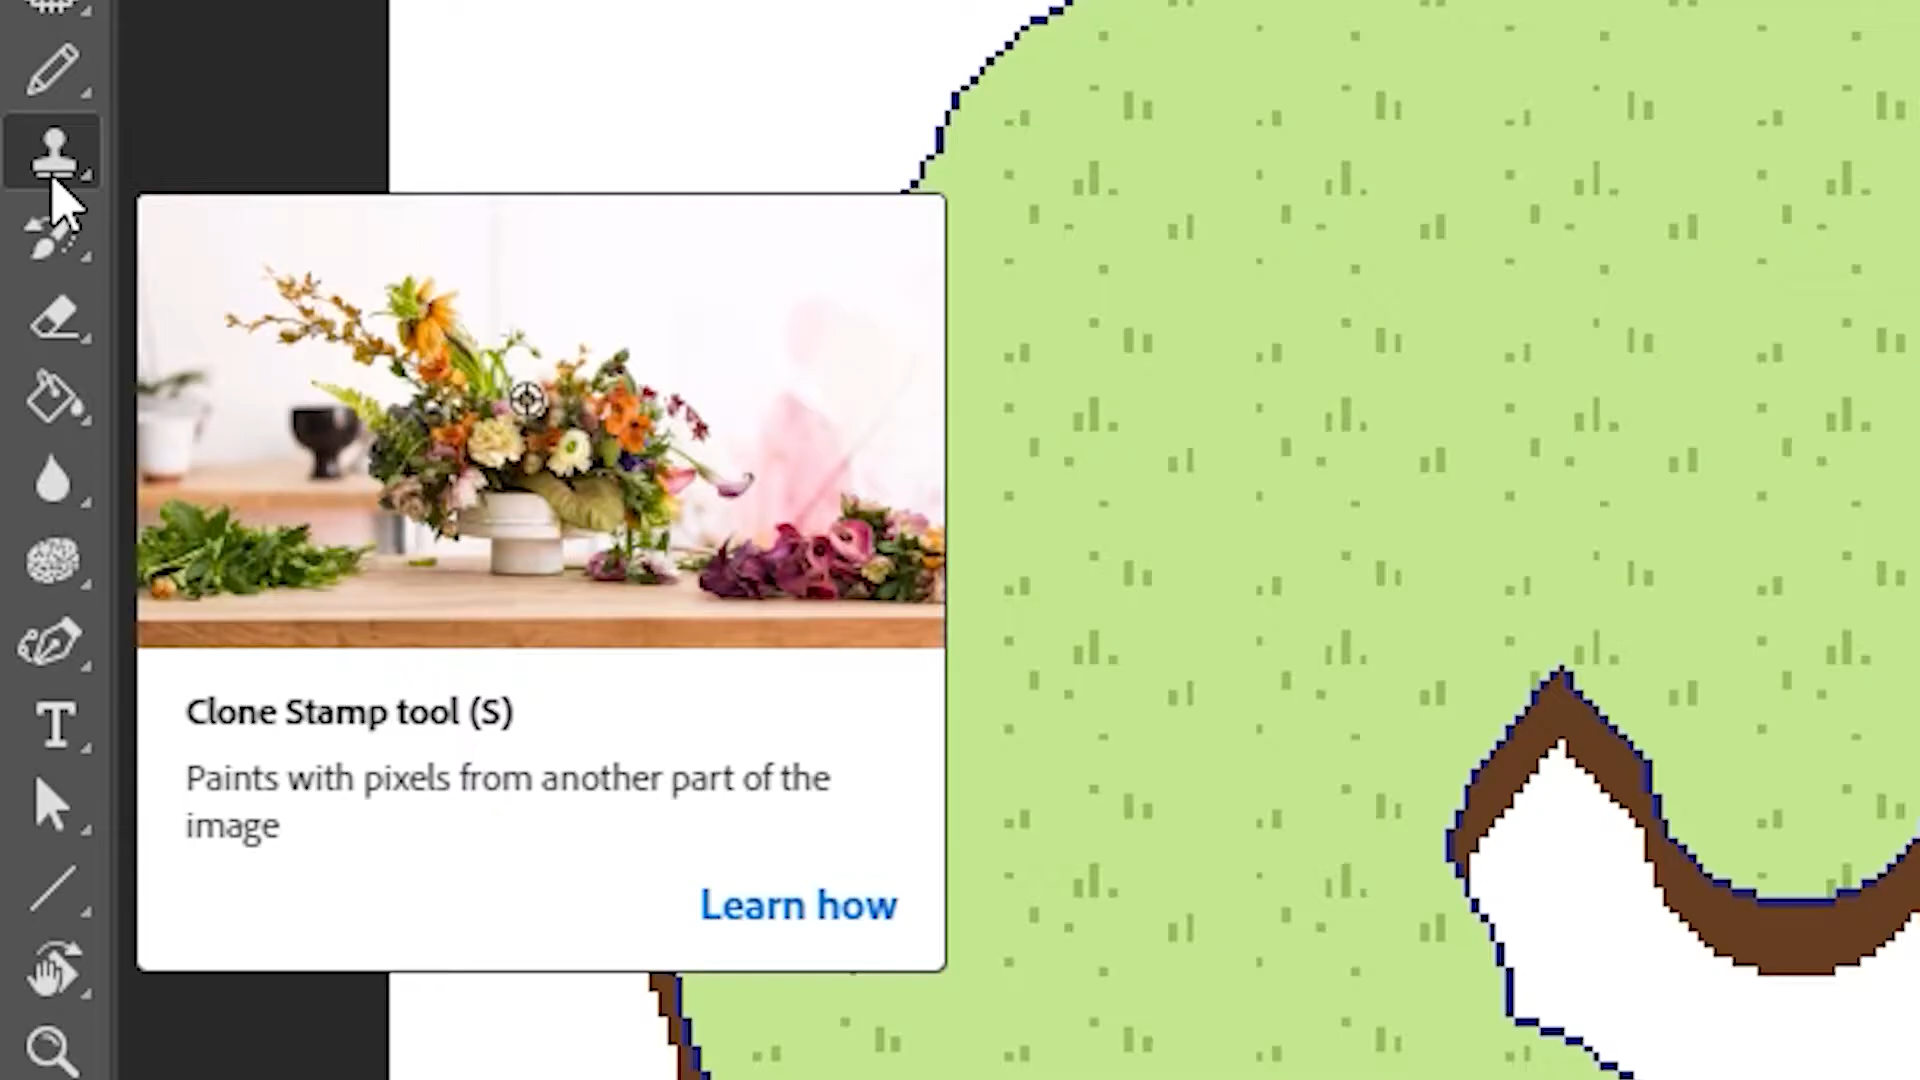 Clone Stamp tool (S)
Paints with pixels from another part of the
image
Learn how